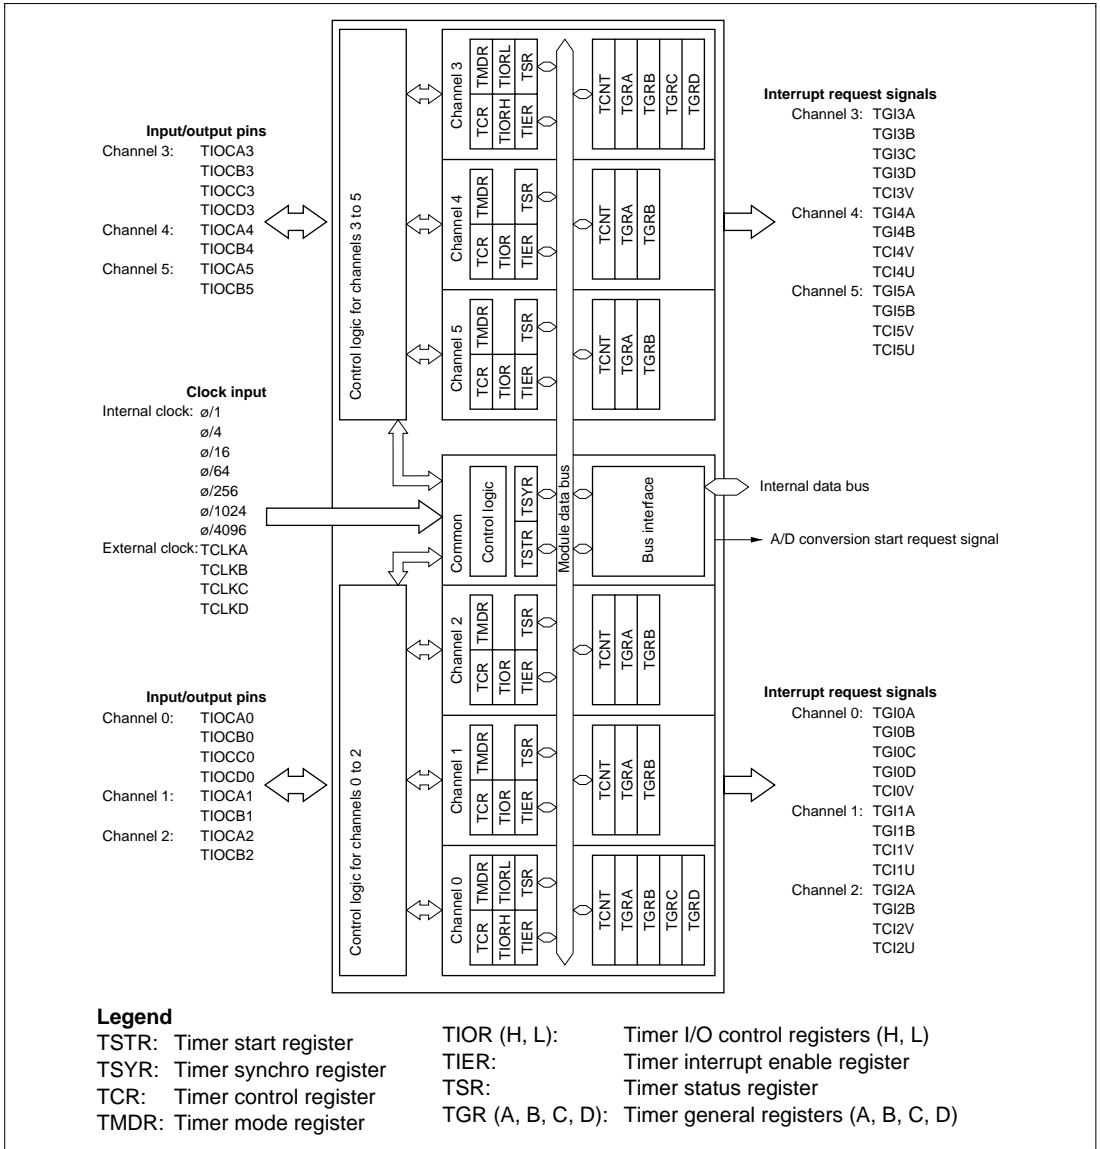 Input/output pins
Channel 3: TIOCA3
TIOCB3
TIOCC3
TIOCD3
Channel 4: TIOCA4
TIOCB4
Channel 5: TIOCA5
TIOCB5
Clock input
Internal clock: ø/1
ø/4
ø/16
ø/64
ø/256
ø/1024
ø/4096
External clock: TCLKA
TCLKB
TCLKC
TCLKD
Input/output pins
Channel 0: TIOCA0
TIOCB0
TIOCC0
TIOCD0
Channel 1: TIOCA1
TIOCB1
Channel 2: TIOCA2
TIOCB2
Control logic for channels 3 to 5
Control logic for channels 0 to 2
Channel 3
TCR TMDR
TIORH TIORL
TIER TSR
TCNT
TGRA
TGRB
TGRC
TGRD
Channel 4
TCR TMDR
TIOR
TIER TSR
TCNT
TGRA
TGRB
Channel 5
TCR TMDR
TIOR
TIER TSR
TCNT
TGRA
TGRB
Common
Control logic
TSTR TSYR
Module data bus
Bus interface
Channel 2
TCR TMDR
TIOR
TIER TSR
TCNT
TGRA
TGRB
Channel 1
TCR TMDR
TIOR
TIER TSR
TCNT
TGRA
TGRB
Channel 0
TCR TMDR
TIORH TIORL
TIER TSR
TCNT
TGRA
TGRB
TGRC
TGRD
Interrupt request signals
Channel 3: TGI3A
TGI3B
TGI3C
TGI3D
TCI3V
Channel 4: TGI4A
TGI4B
TCI4V
TCI4U
Channel 5: TGI5A
TGI5B
TCI5V
TCI5U
Internal data bus
A/D conversion start request signal
Interrupt request signals
Channel 0: TGI0A
TGI0B
TGI0C
TGI0D
TCI0V
Channel 1: TGI1A
TGI1B
TCI1V
TCI1U
Channel 2: TGI2A
TGI2B
TCI2V
TCI2U
Legend
TSTR: Timer start register
TSYR: Timer synchro register
TCR: Timer control register
TMDR: Timer mode register
TIOR (H, L): Timer I/O control registers (H, L)
TIER: Timer interrupt enable register
TSR: Timer status register
TGR (A, B, C, D): Timer general registers (A, B, C, D)